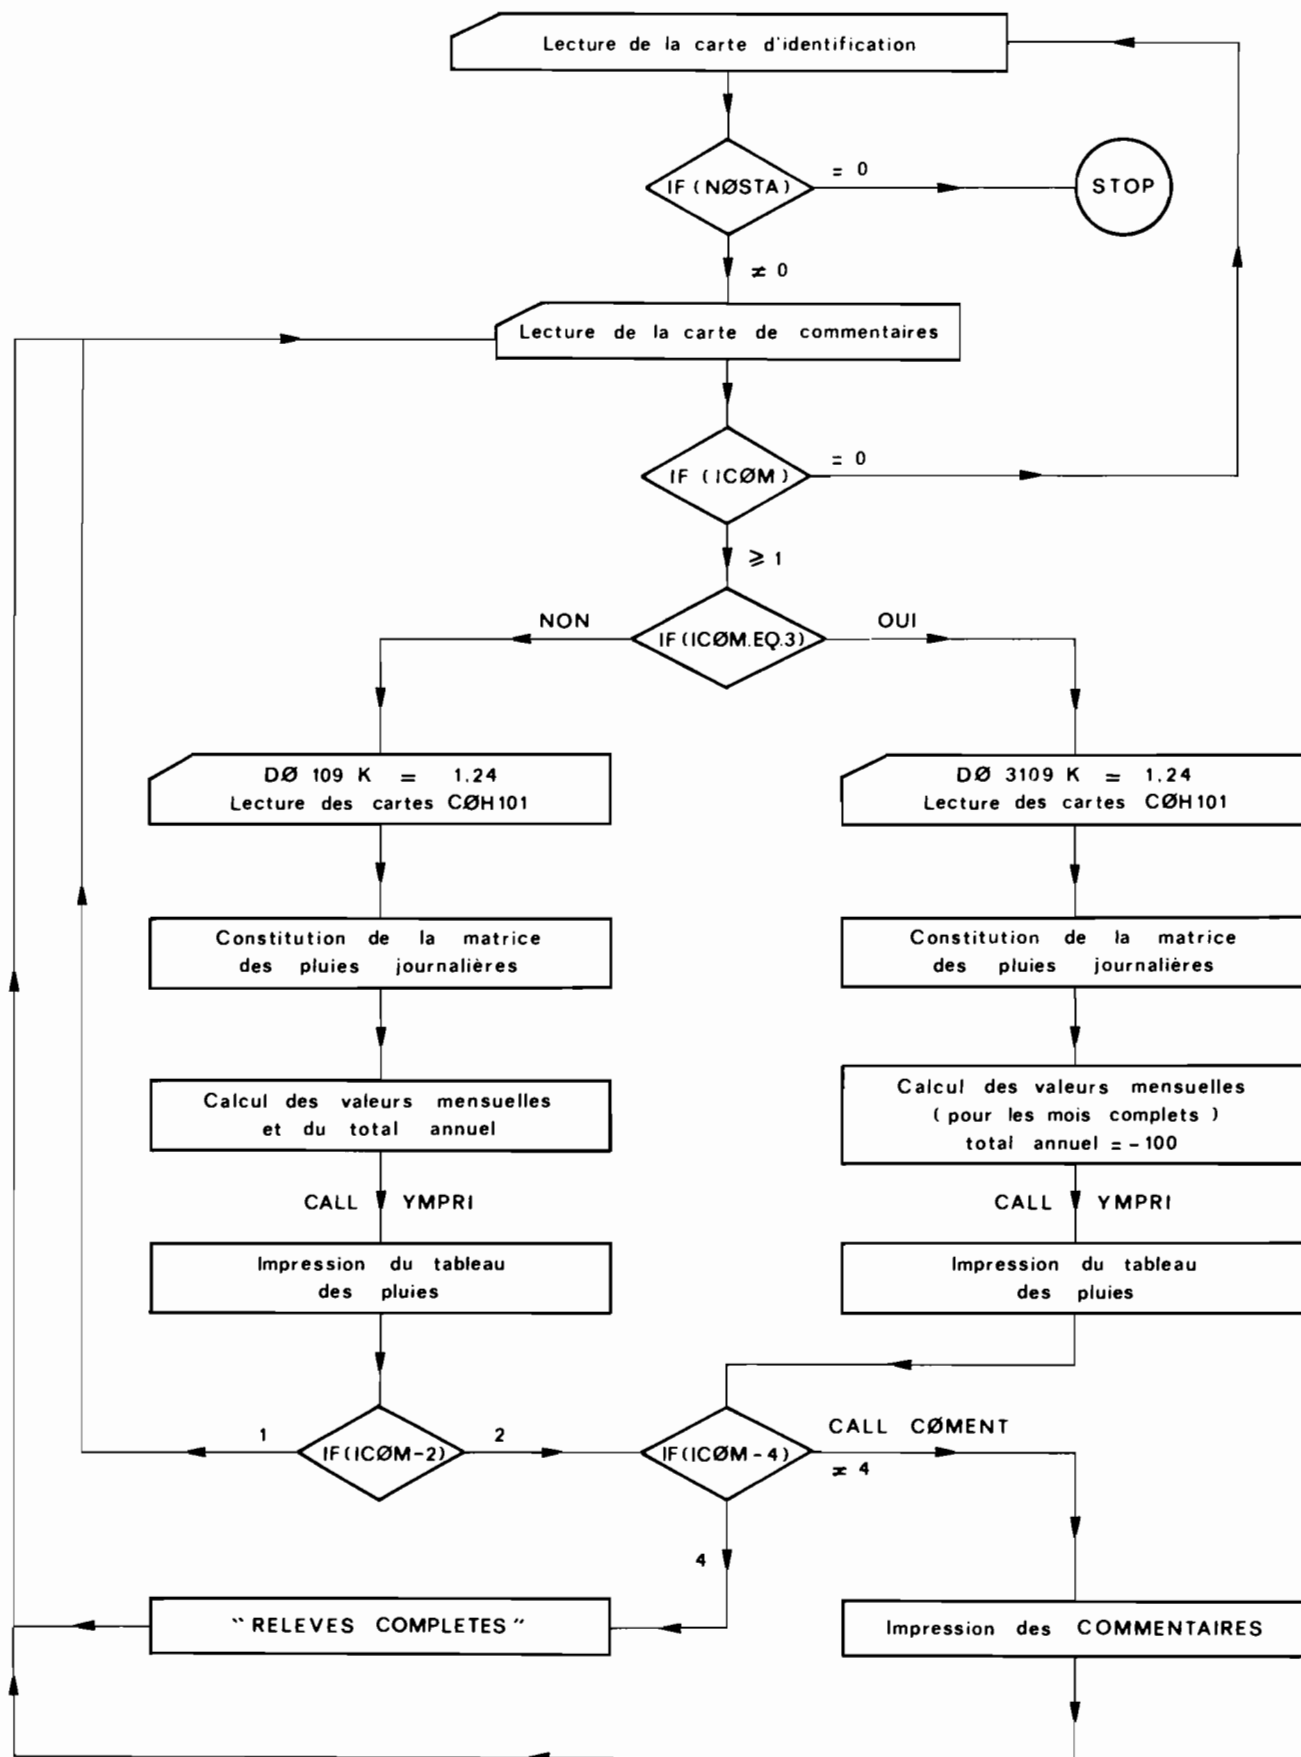 Lecture de la carte d'identification
IF (NØSTA)
= 0
STOP
≠ 0
Lecture de la carte de commentaires
IF (ICØM)
= 0
⩾ 1
NON
IF (ICØM.EQ.3)
OUI
DØ 109 K = 1.24
Lecture des cartes CØH101
DØ 3109 K = 1.24
Lecture des cartes CØH101
Constitution de la matrice
des pluies journalières
Constitution de la matrice
des pluies journalières
Calcul des valeurs mensuelles
et du total annuel
Calcul des valeurs mensuelles
( pour les mois complets )
total annuel = - 100
CALL YMPRI
CALL YMPRI
Impression du tableau
des pluies
Impression du tableau
des pluies
1
IF (ICØM-2)
2
IF (ICØM - 4)
CALL CØMENT
≠ 4
4
“ RELEVES COMPLETES ”
Impression des COMMENTAIRES